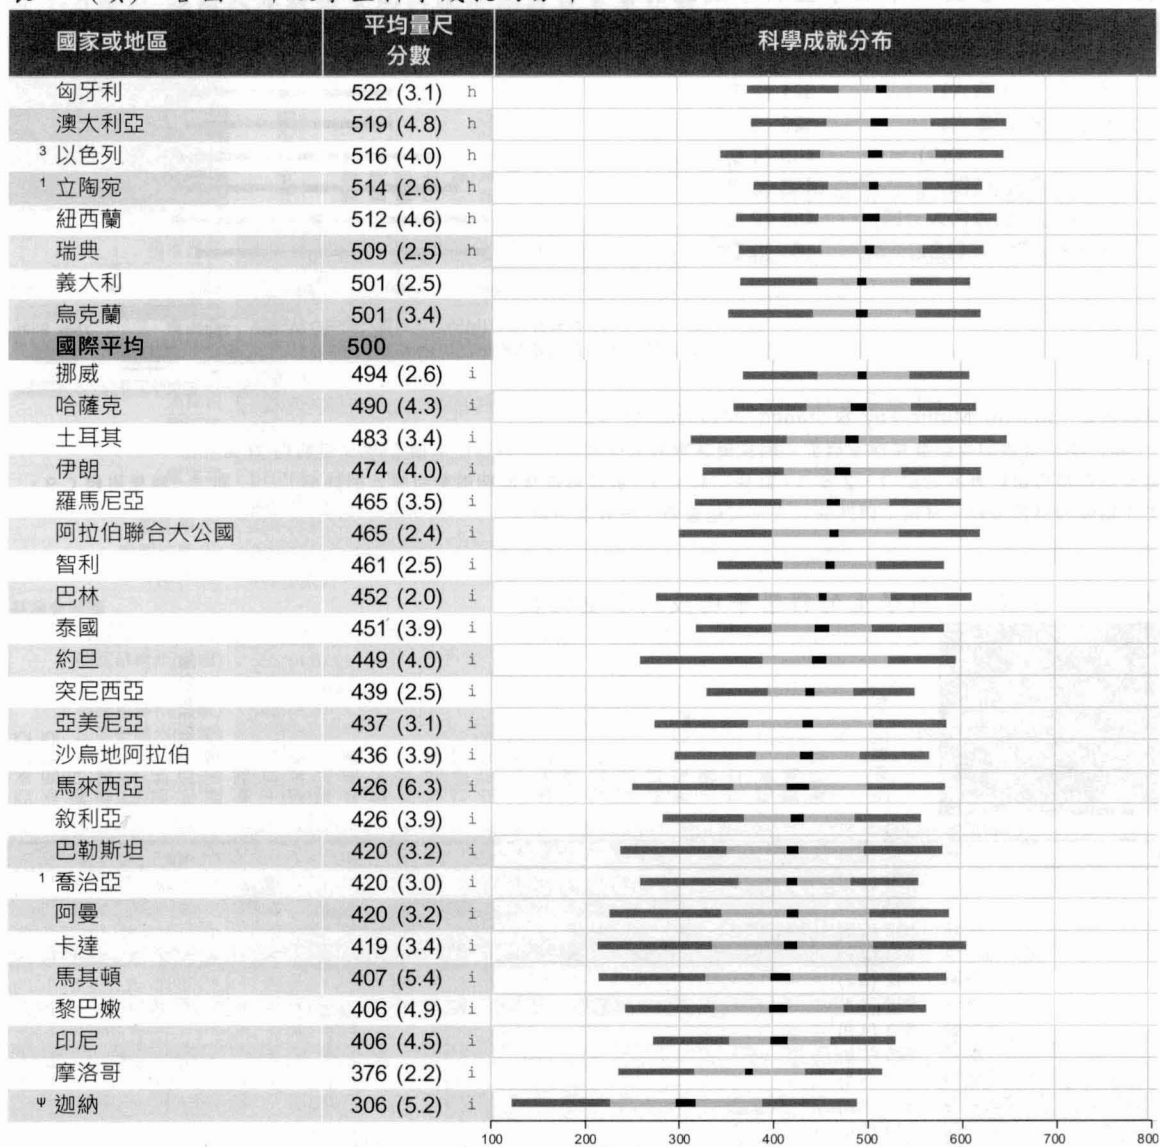 國家或地區 平均量尺分數 科學成就分布
匈牙利 522 (3.1) h
澳大利亞 519 (4.8) h
3 以色列 516 (4.0) h
1 立陶宛 514 (2.6) h
紐西蘭 512 (4.6) h
瑞典 509 (2.5) h
義大利 501 (2.5)
烏克蘭 501 (3.4)
國際平均 500
挪威 494 (2.6) i
哈薩克 490 (4.3) i
土耳其 483 (3.4) i
伊朗 474 (4.0) i
羅馬尼亞 465 (3.5) i
阿拉伯聯合大公國 465 (2.4) i
智利 461 (2.5) i
巴林 452 (2.0) i
泰國 451 (3.9) i
約旦 449 (4.0) i
突尼西亞 439 (2.5) i
亞美尼亞 437 (3.1) i
沙烏地阿拉伯 436 (3.9) i
馬來西亞 426 (6.3) i
敘利亞 426 (3.9) i
巴勒斯坦 420 (3.2) i
1 喬治亞 420 (3.0) i
阿曼 420 (3.2) i
卡達 419 (3.4) i
馬其頓 407 (5.4) i
黎巴嫩 406 (4.9) i
印尼 406 (4.5) i
摩洛哥 376 (2.2) i
ψ 迦納 306 (5.2) i
100 200 300 400 500 600 700 800